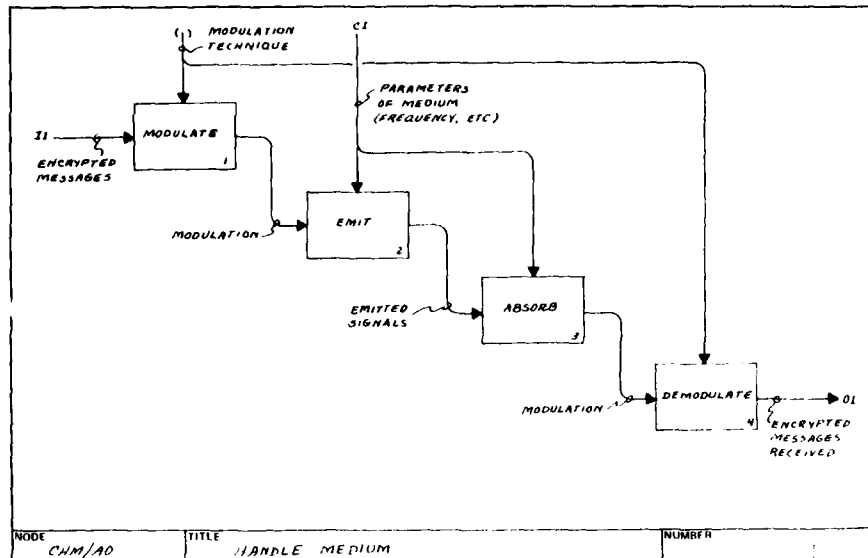 ( ) MODULATION
TECHNIQUE
C1
PARAMETERS
OF MEDIUM
(FREQUENCY, ETC)
I1
ENCRYPTED
MESSAGES
MODULATE
1
MODULATION
EMIT
2
EMITTED
SIGNALS
ABSORB
3
MODULATION
DEMODULATE
4
O1
ENCRYPTED
MESSAGES
RECEIVED
NODE
CHM/A0
TITLE
HANDLE MEDIUM
NUMBER